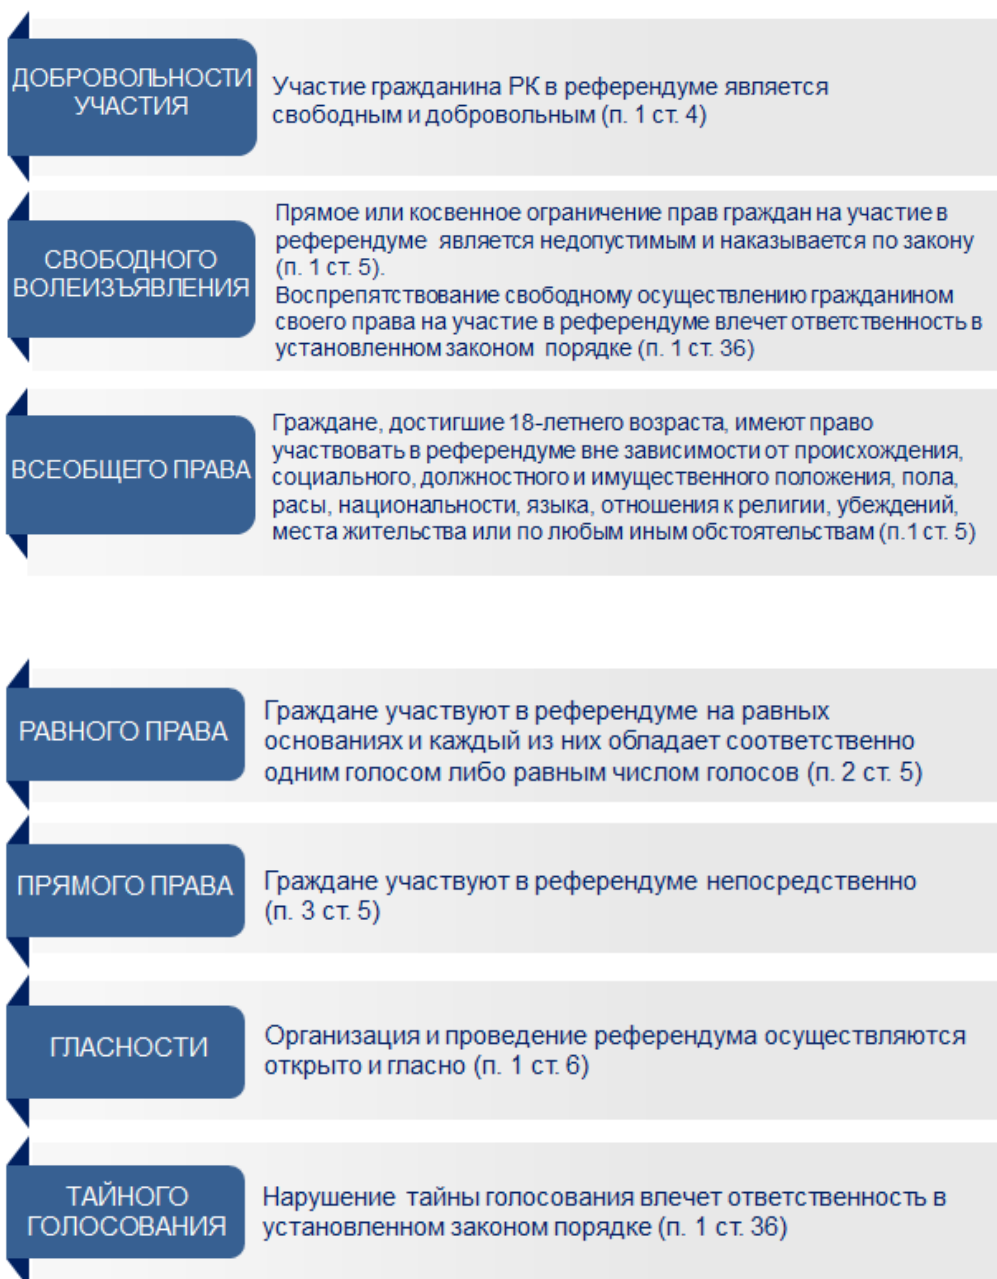 ДОБРОВОЛЬНОСТИ
УЧАСТИЯ
Участие гражданина РК в референдуме является
свободным и добровольным (п. 1 ст. 4)
СВОБОДНОГО
ВОЛЕИЗЪЯВЛЕНИЯ
Прямое или косвенное ограничение прав граждан на участие в
референдуме является недопустимым и наказывается по закону
(п. 1 ст. 5).
Воспрепятствование свободному осуществлению гражданином
своего права на участие в референдуме влечет ответственность в
установленном законом порядке (п. 1 ст. 36)
ВСЕОБЩЕГО ПРАВА
Граждане, достигшие 18-летнего возраста, имеют право
участвовать в референдуме вне зависимости от происхождения,
социального, должностного и имущественного положения, пола,
расы, национальности, языка, отношения к религии, убеждений,
места жительства или по любым иным обстоятельствам (п.1 ст. 5)
РАВНОГО ПРАВА
Граждане участвуют в референдуме на равных
основаниях и каждый из них обладает соответственно
одним голосом либо равным числом голосов (п. 2 ст. 5)
ПРЯМОГО ПРАВА
Граждане участвуют в референдуме непосредственно
(п. 3 ст. 5)
ГЛАСНОСТИ
Организация и проведение референдума осуществляются
открыто и гласно (п. 1 ст. 6)
ТАЙНОГО
ГОЛОСОВАНИЯ
Нарушение тайны голосования влечет ответственность в
установленном законом порядке (п. 1 ст. 36)